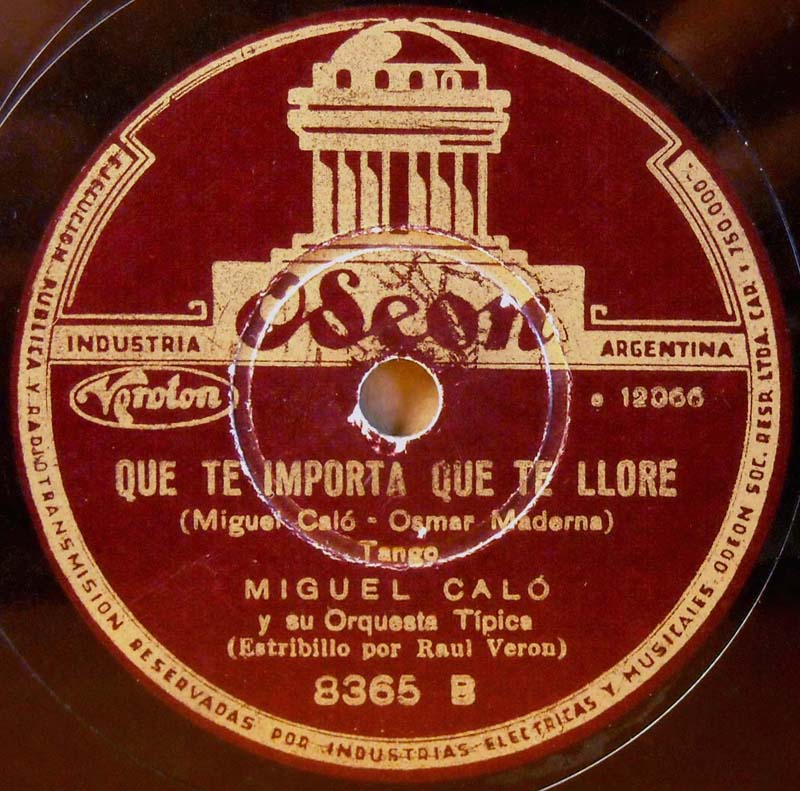 Odeon
INDUSTRIA
ARGENTINA
Veroton
e 12066
QUE TE IMPORTA QUE TE LLORE
(Miguel Caló - Osmar Maderna)
Tango
MIGUEL CALÓ
y su Orquesta Típica
(Estribillo por Raul Veron)
8365 B
EJECUCION PUBLICA Y RADIOTRANSMISION RESERVADAS POR INDUSTRIAS ELECTRICAS Y MUSICALES ODEON SOC. RESP. LTDA. CAP. $ 750.000.